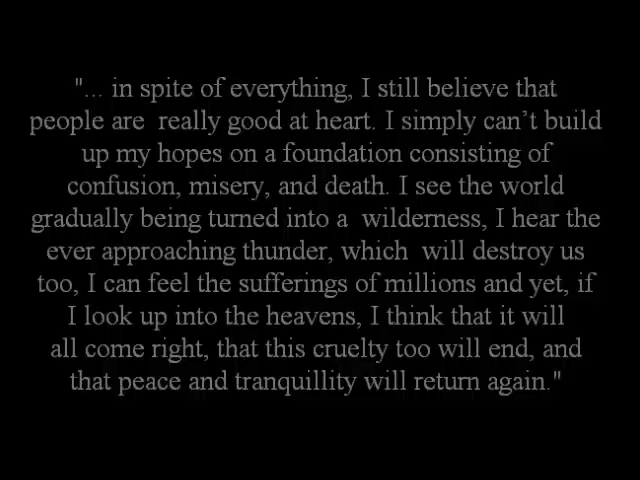 "... in spite of everything, I still believe that
people are really good at heart. I simply can’t build
up my hopes on a foundation consisting of
confusion, misery, and death. I see the world
gradually being turned into a wilderness, I hear the
ever approaching thunder, which will destroy us
too, I can feel the sufferings of millions and yet, if
I look up into the heavens, I think that it will
all come right, that this cruelty too will end, and
that peace and tranquillity will return again."